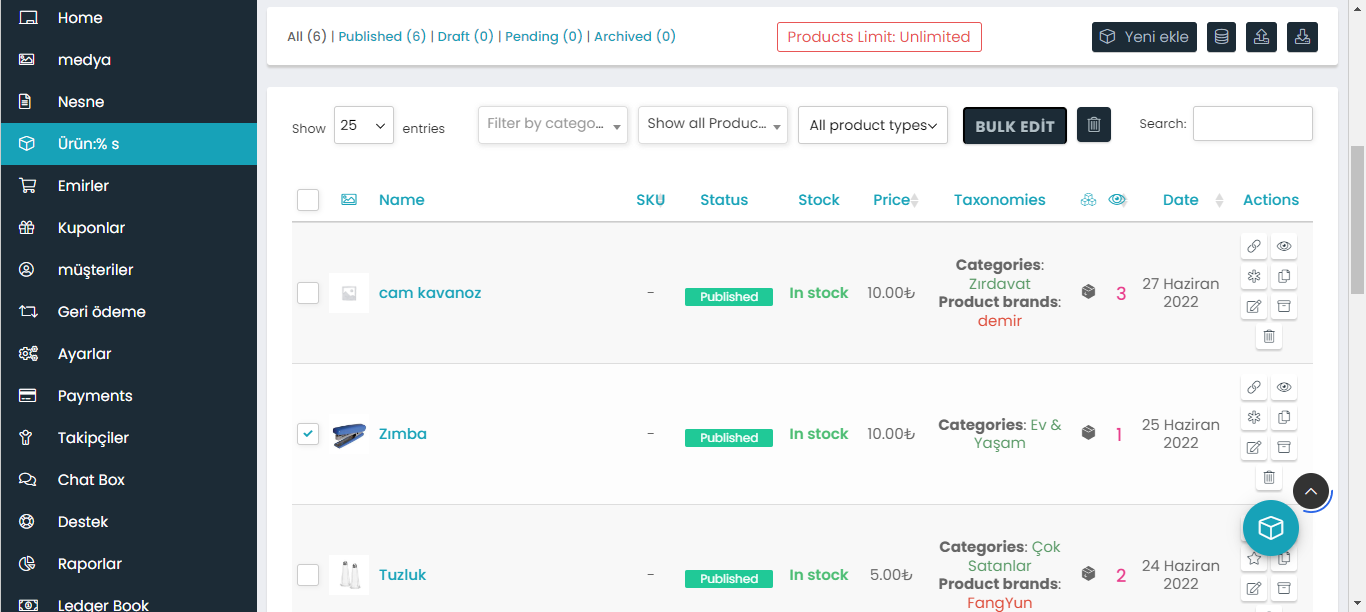 Home
medya
Nesne
Ürün:% s
Emirler
Kuponlar
müşteriler
Geri ödeme
Ayarlar
Payments
Takipçiler
Chat Box
Destek
Raporlar
Ledger Book
All (6) | Published (6) | Draft (0) | Pending (0) | Archived (0)
Products Limit: Unlimited
Yeni ekle
Show 25 entries
Filter by catego...
Show all Produc...
All product types
BULK EDİT
Search:
Name SKU Status Stock Price Taxonomies Date Actions
cam kavanoz
-
Published
In stock
10.00₺
Categories:
Zırdavat
Product brands:
demir
3
27 Haziran
2022
Zımba
-
Published
In stock
10.00₺
Categories: Ev &
Yaşam
1
25 Haziran
2022
Tuzluk
-
Published
In stock
5.00₺
Categories: Çok
Satanlar
Product brands:
FangYun
2
24 Haziran
2022